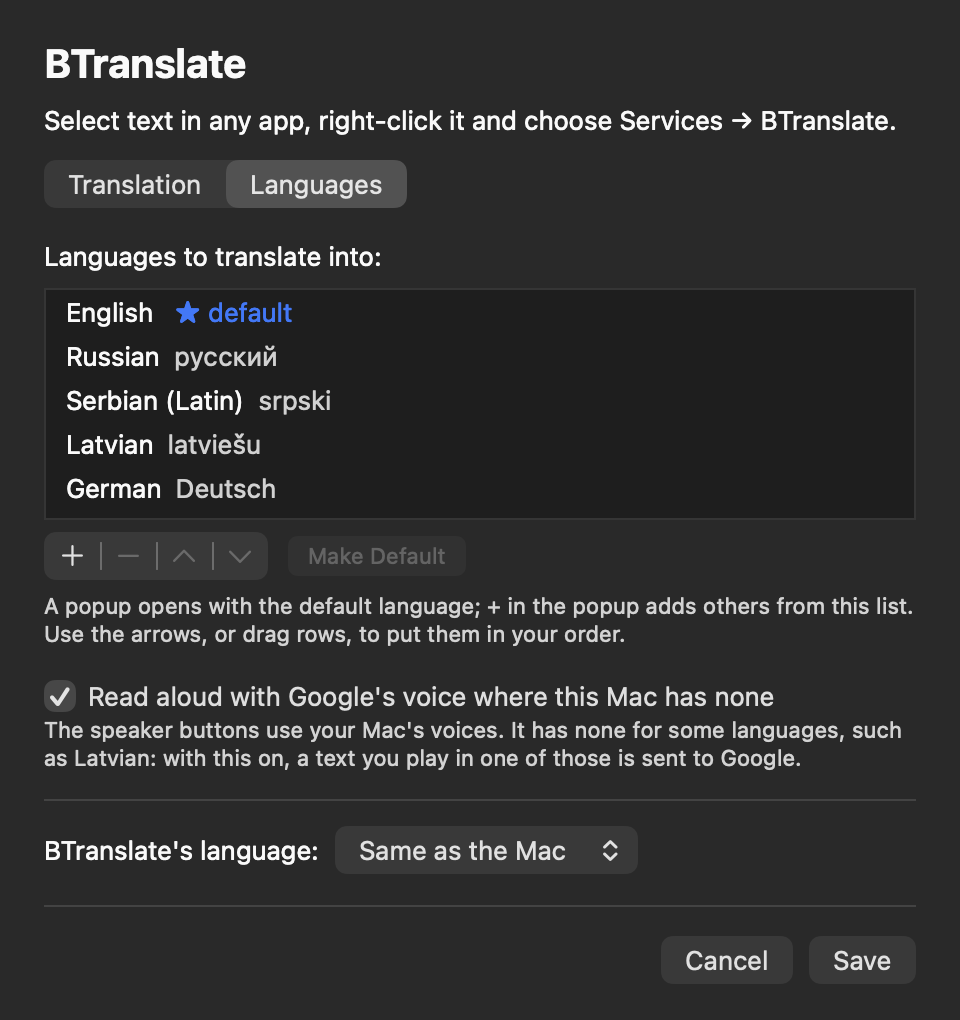 BTranslate
Select text in any app, right-click it and choose Services → BTranslate.
Translation Languages
Languages to translate into:
English ★ default
Russian русский
Serbian (Latin) srpski
Latvian latviešu
German Deutsch
Make Default
A popup opens with the default language; + in the popup adds others from this list.
Use the arrows, or drag rows, to put them in your order.
Read aloud with Google's voice where this Mac has none
The speaker buttons use your Mac's voices. It has none for some languages, such
as Latvian: with this on, a text you play in one of those is sent to Google.
BTranslate's language: Same as the Mac
Cancel Save